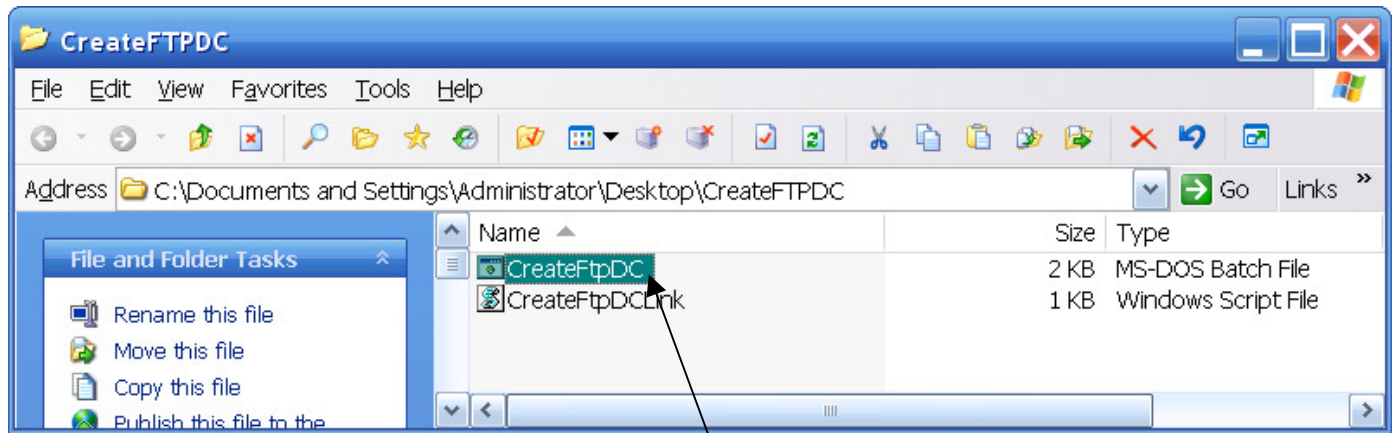 CreateFTPDC
File Edit View Favorites Tools Help
Address C:\Documents and Settings\Administrator\Desktop\CreateFTPDC Go Links »
Name Size Type
File and Folder Tasks
CreateFtpDC 2 KB MS-DOS Batch File
CreateFtpDCLink 1 KB Windows Script File
Rename this file
Move this file
Copy this file
Publish this file to the